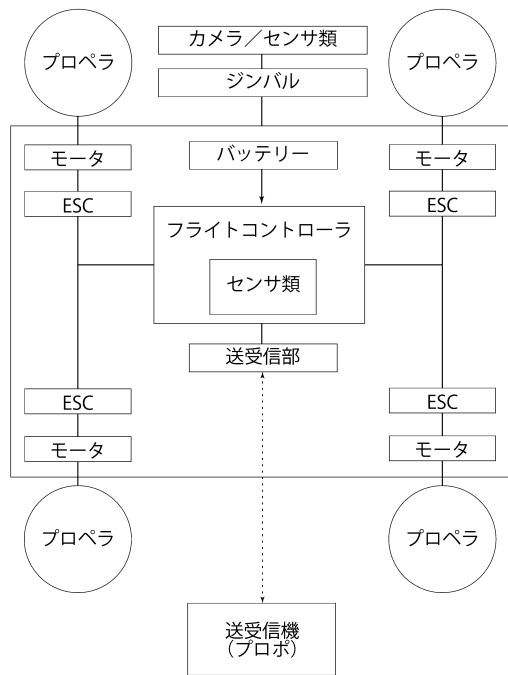 プロペラ
カメラ／センサ類
プロペラ
ジンバル
モータ
バッテリー
モータ
ESC
ESC
フライトコントローラ
センサ類
送受信部
ESC
ESC
モータ
モータ
プロペラ
プロペラ
送受信機
（プロポ）